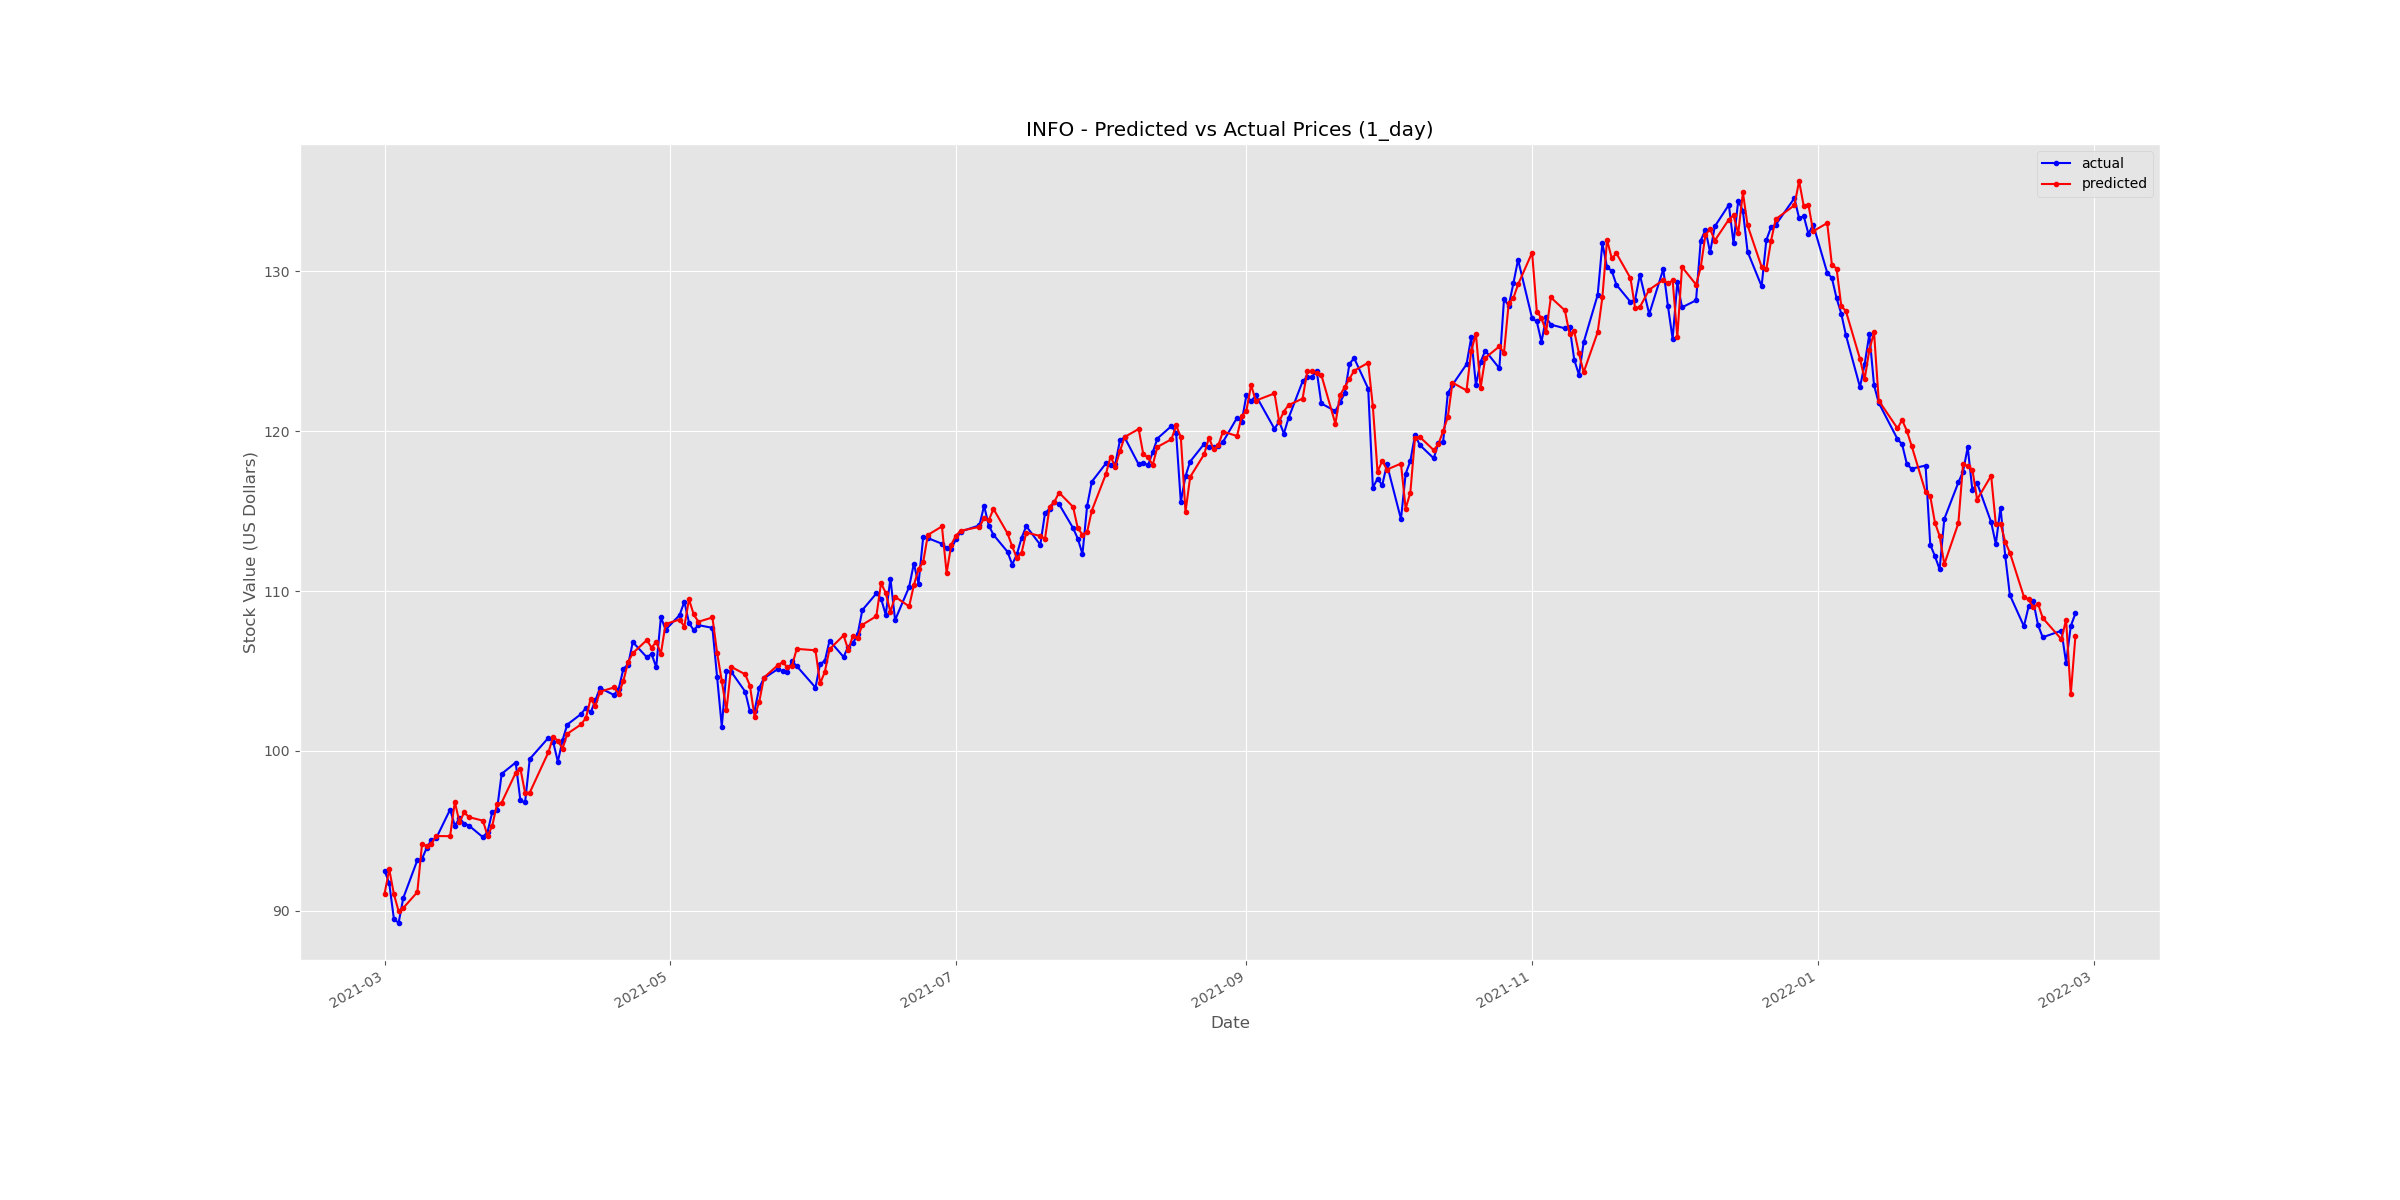 INFO - Predicted vs Actual Prices (1_day)
actual
predicted
130
120
110
100
90
Stock Value (US Dollars)
2021-03
2021-05
2021-07
2021-09
2021-11
2022-01
2022-03
Date